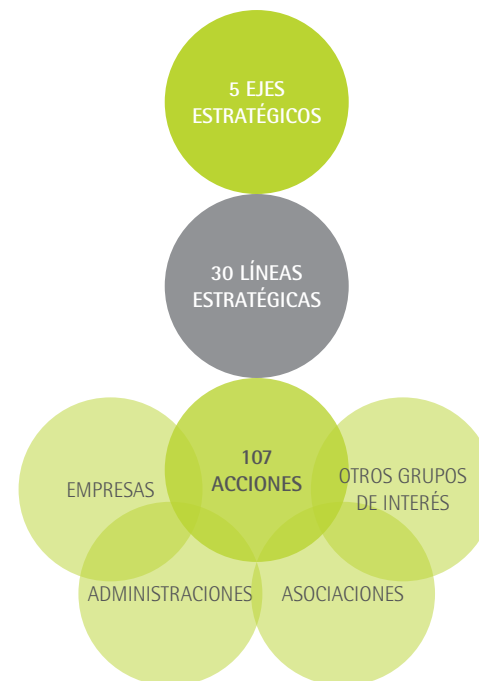 5 EJES
ESTRATÉGICOS
30 LÍNEAS
ESTRATÉGICAS
107
ACCIONES
EMPRESAS
OTROS GRUPOS
DE INTERÉS
ADMINISTRACIONES
ASOCIACIONES